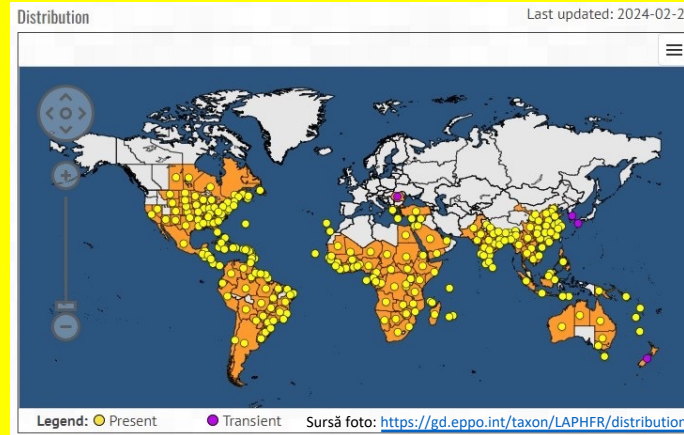 Distribution
Last updated: 2024-02-2
Legend: Present Transient Sursă foto: https://gd.eppo.int/taxon/LAPHFR/distribution